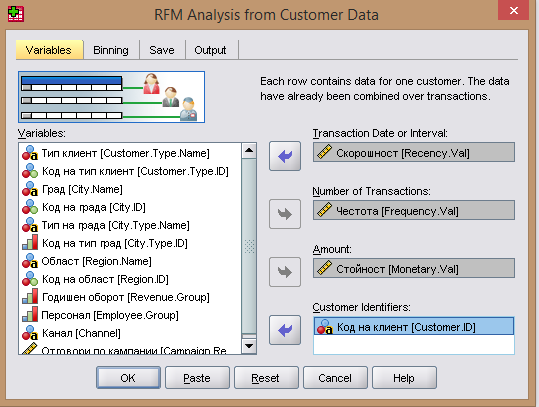 RFM Analysis from Customer Data
Variables
Binning
Save
Output
Each row contains data for one customer. The data
have already been combined over transactions.
Variables:
Тип клиент [Customer.Type.Name]
Код на тип клиент [Customer.Type.ID]
Град [City.Name]
Код на града [City.ID]
Тип на града [City.Type.Name]
Код на тип град [City.Type.ID]
Област [Region.Name]
Код на област [Region.ID]
Годишен оборот [Revenue.Group]
Персонал [Employee.Group]
Канал [Channel]
Отговори по кампании [Campaign.Re
Transaction Date or Interval:
Скорошност [Recency.Val]
Number of Transactions:
Честота [Frequency.Val]
Amount:
Стойност [Monetary.Val]
Customer Identifiers:
Код на клиент [Customer.ID]
OK
Paste
Reset
Cancel
Help